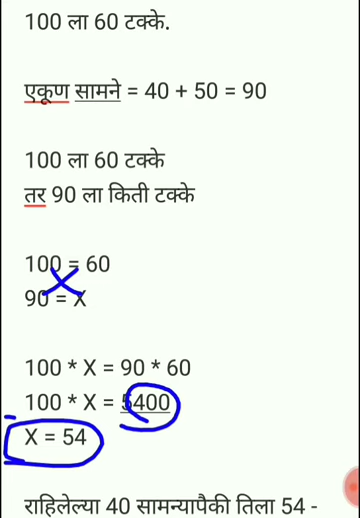 100 ला 60 टक्के.
एकूण सामने = 40 + 50 = 90
100 ला 60 टक्के
तर 90 ला किती टक्के
100 = 60
90 = X
100 * X = 90 * 60
100 * X = 5400
X = 54
राहिलेल्या 40 सामन्यापैकी तिला 54 -